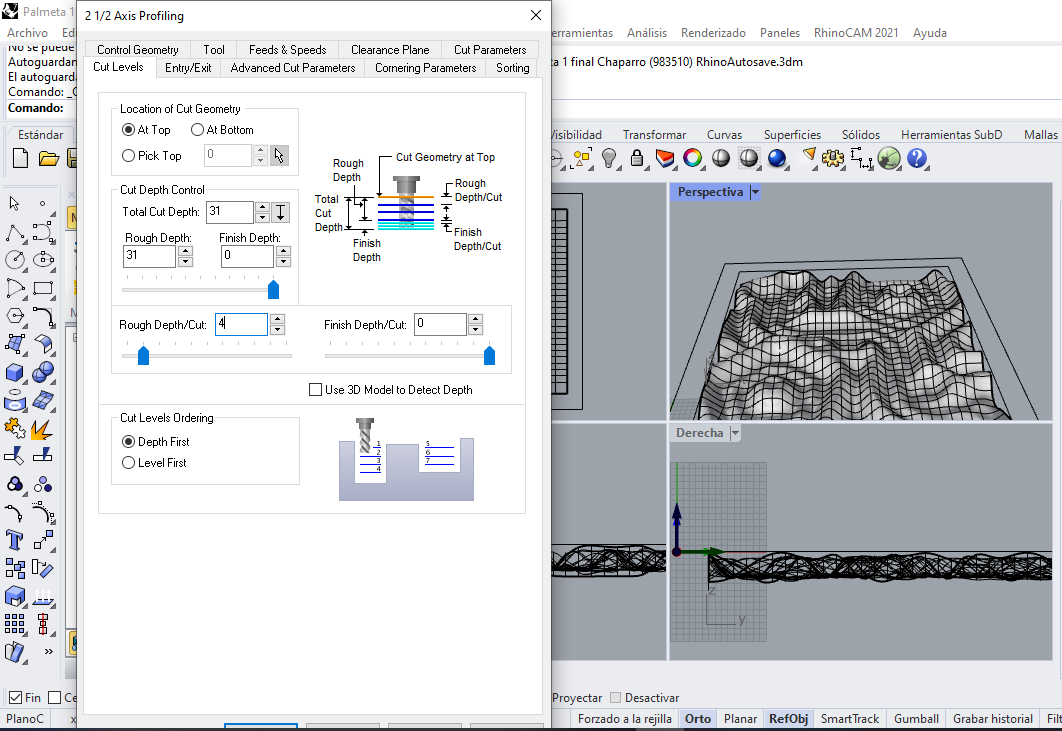 Palmeta 1
2 1/2 Axis Profiling
Archivo
Herramientas Análisis Renderizado Paneles RhinoCAM 2021 Ayuda
No se puede
Autoguardan
El autoguard
Comando: _C
Comando:
a 1 final Chaparro (983510) RhinoAutosave.3dm
Control Geometry Tool Feeds & Speeds Clearance Plane Cut Parameters
Cut Levels Entry/Exit Advanced Cut Parameters Cornering Parameters Sorting
Estándar
Visibilidad Transformar Curvas Superficies Sólidos Herramientas SubD Mallas
Location of Cut Geometry
At Top At Bottom
Pick Top 0
Cut Depth Control
Total Cut Depth: 31
Rough Depth: Finish Depth:
31 0
Rough Depth/Cut: 4 Finish Depth/Cut: 0
Rough
Depth
Cut Geometry at Top
Rough
Depth/Cut
Total
Cut
Depth
Finish
Depth/Cut
Finish
Depth
Use 3D Model to Detect Depth
Cut Levels Ordering
Depth First
Level First
1
2
3
4
5
6
7
Perspectiva
Derecha
z
y
Fin Ce
Proyectar Desactivar
PlanoC x
Forzado a la rejilla Orto Planar RefObj SmartTrack Gumball Grabar historial Filt